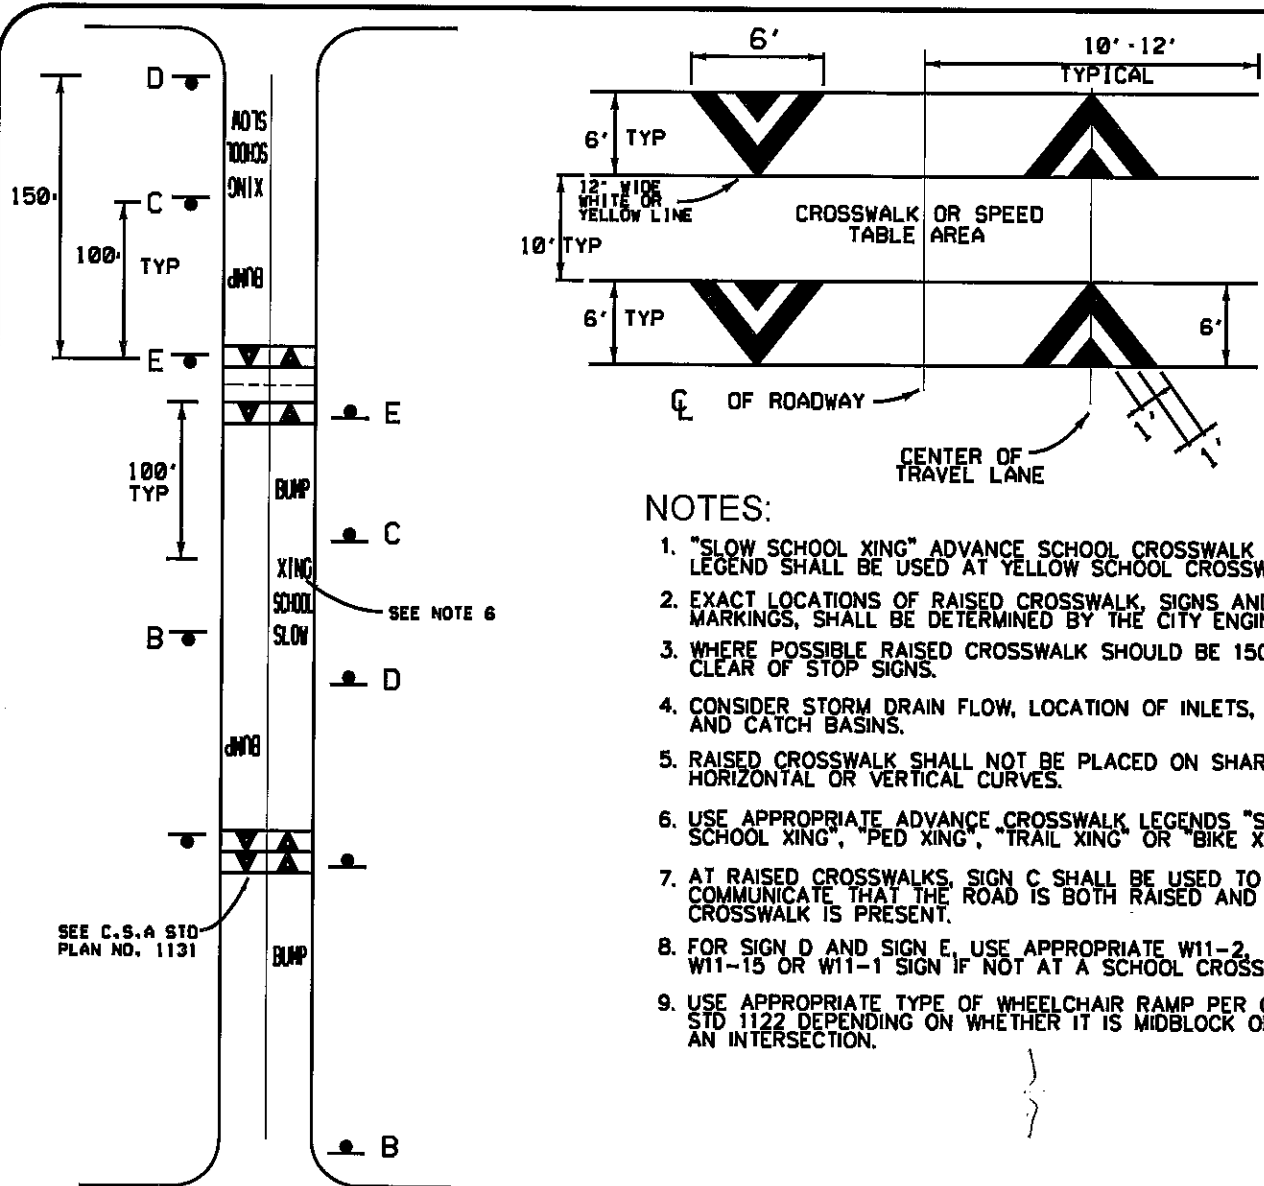 D
SLOW
SCHOOL
XING
150'
C
100' TYP
BUMP
E
E
100'
TYP
BUMP
C
XING
SEE NOTE 6
SCHOOL
SLOW
B
D
BUMP
SEE C.S.A STD
PLAN NO. 1131
BUMP
B
6'
10'-12'
TYPICAL
6' TYP
12" WIDE
WHITE OR
YELLOW LINE
CROSSWALK OR SPEED
TABLE AREA
10' TYP
6' TYP
6'
℄ OF ROADWAY
1'
1'
CENTER OF
TRAVEL LANE
NOTES:
1. "SLOW SCHOOL XING" ADVANCE SCHOOL CROSSWALK
LEGEND SHALL BE USED AT YELLOW SCHOOL CROSSW
2. EXACT LOCATIONS OF RAISED CROSSWALK, SIGNS AND
MARKINGS, SHALL BE DETERMINED BY THE CITY ENGIN
3. WHERE POSSIBLE RAISED CROSSWALK SHOULD BE 150
CLEAR OF STOP SIGNS.
4. CONSIDER STORM DRAIN FLOW, LOCATION OF INLETS,
AND CATCH BASINS.
5. RAISED CROSSWALK SHALL NOT BE PLACED ON SHAR
HORIZONTAL OR VERTICAL CURVES.
6. USE APPROPRIATE ADVANCE CROSSWALK LEGENDS "S
SCHOOL XING", "PED XING", "TRAIL XING" OR "BIKE X
7. AT RAISED CROSSWALKS, SIGN C SHALL BE USED TO
COMMUNICATE THAT THE ROAD IS BOTH RAISED AND
CROSSWALK IS PRESENT.
8. FOR SIGN D AND SIGN E, USE APPROPRIATE W11-2,
W11-15 OR W11-1 SIGN IF NOT AT A SCHOOL CROSS
9. USE APPROPRIATE TYPE OF WHEELCHAIR RAMP PER
STD 1122 DEPENDING ON WHETHER IT IS MIDBLOCK O
AN INTERSECTION.